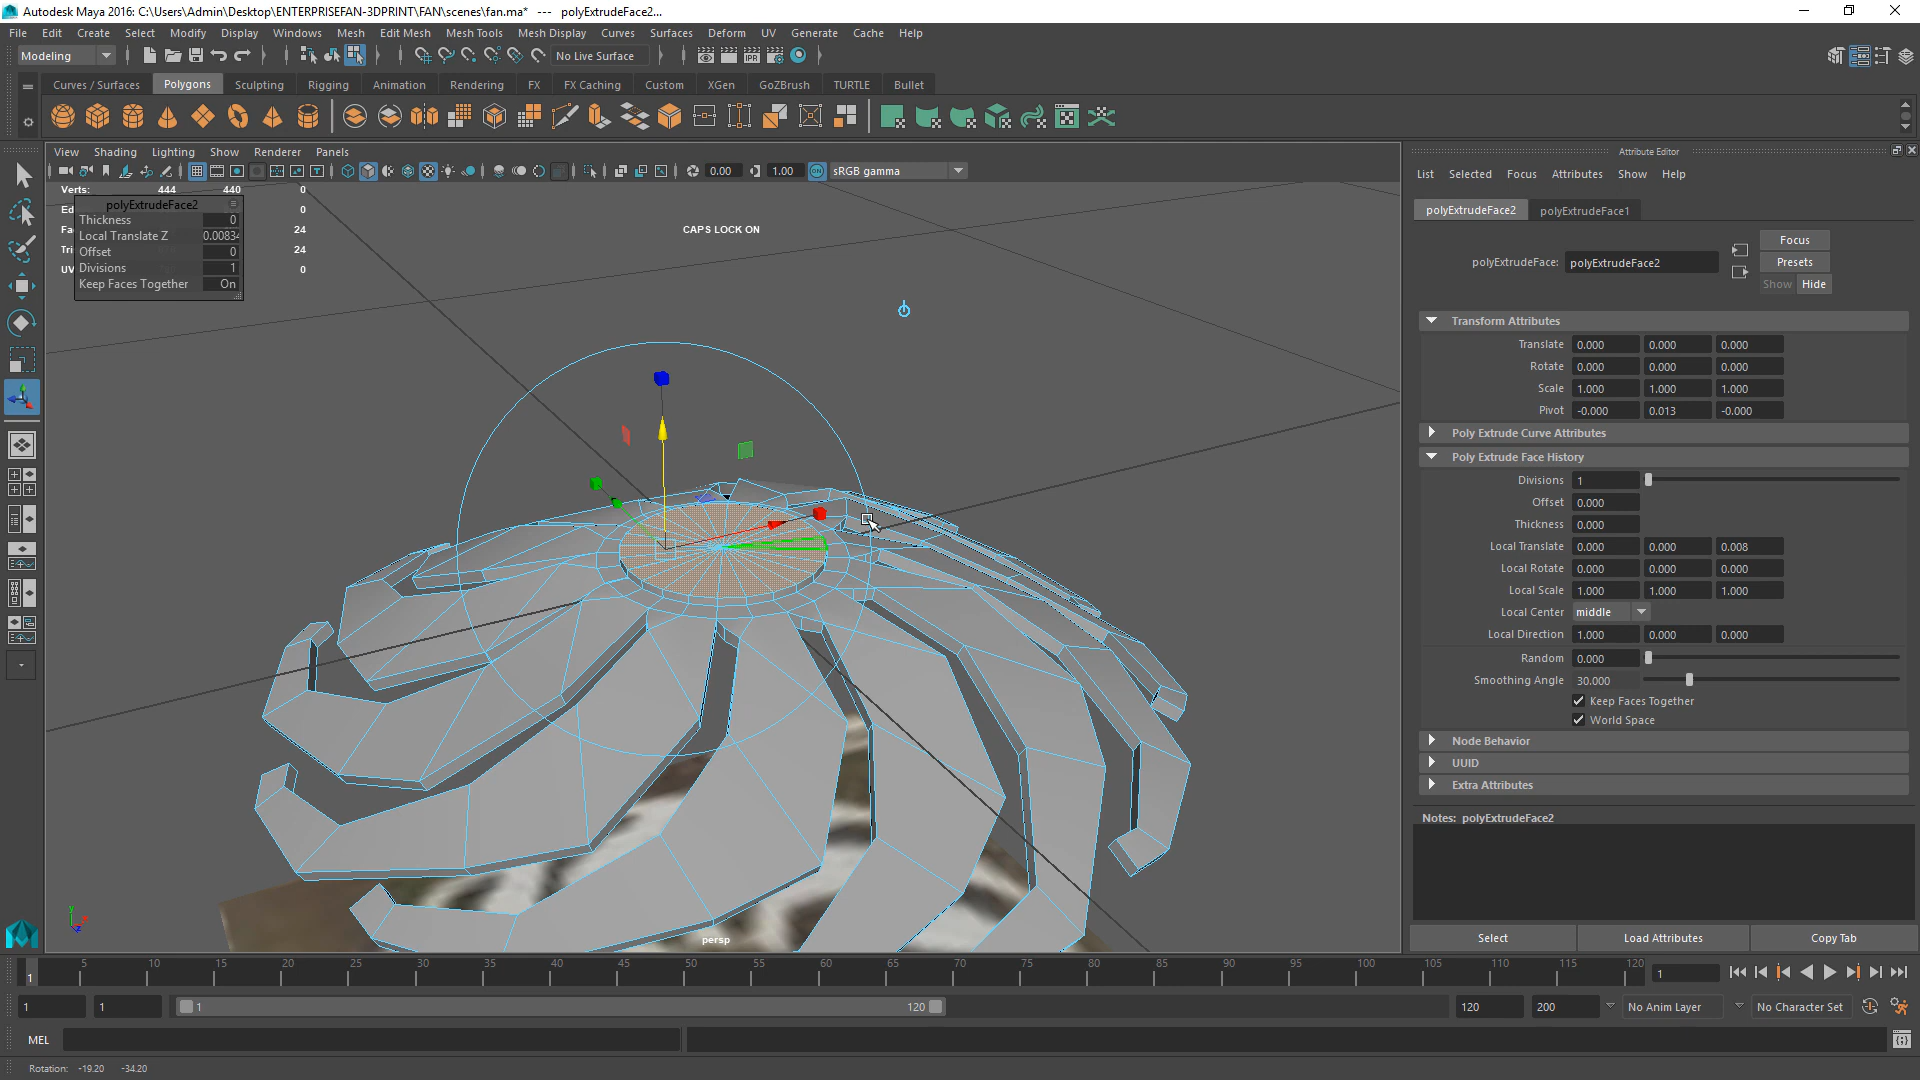 Autodesk Maya 2016: C:\Users\Admin\Desktop\ENTERPRISEFAN-3DPRINT\FAN\scenes\fan.ma* --- polyExtrudeFace2...
File Edit Create Select Modify Display Windows Mesh Edit Mesh Mesh Tools Mesh Display Curves Surfaces Deform UV Generate Cache Help
Modeling No Live Surface
Curves / Surfaces Polygons Sculpting Rigging Animation Rendering FX FX Caching Custom XGen GoZBrush TURTLE Bullet
View Shading Lighting Show Renderer Panels
0.00 1.00 sRGB gamma
Verts: 444 440 0
polyExtrudeFace2
Ed 0
Thickness 0
Fa 24
Local Translate Z 0.0083
Tri 24
Offset 0
UV 0
Divisions 1
Keep Faces Together On
CAPS LOCK ON
persp
Attribute Editor
List Selected Focus Attributes Show Help
polyExtrudeFace2 polyExtrudeFace1
polyExtrudeFace: polyExtrudeFace2
Focus
Presets
Show Hide
Transform Attributes
Translate 0.000 0.000 0.000
Rotate 0.000 0.000 0.000
Scale 1.000 1.000 1.000
Pivot -0.000 0.013 -0.000
Poly Extrude Curve Attributes
Poly Extrude Face History
Divisions 1
Offset 0.000
Thickness 0.000
Local Translate 0.000 0.000 0.008
Local Rotate 0.000 0.000 0.000
Local Scale 1.000 1.000 1.000
Local Center middle
Local Direction 1.000 0.000 0.000
Random 0.000
Smoothing Angle 30.000
Keep Faces Together
World Space
Node Behavior
UUID
Extra Attributes
Notes: polyExtrudeFace2
Select Load Attributes Copy Tab
1 5 10 15 20 25 30 35 40 45 50 55 60 65 70 75 80 85 90 95 100 105 110 115 120 1
1 1 1 120 120 200 No Anim Layer No Character Set
MEL
Rotation: -19.20 -34.20